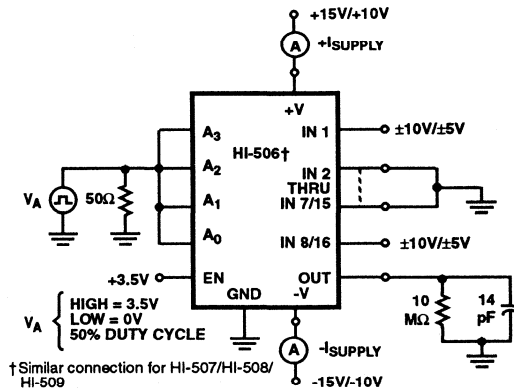 +15V/+10V
A
+ISUPPLY
+V
A3
IN 1
±10V/±5V
HI-506†
A2
IN 2
THRU
VA
50Ω
A1
IN 7/15
A0
IN 8/16
±10V/±5V
+3.5V
EN
OUT
GND
-V
VA
HIGH = 3.5V
LOW = 0V
50% DUTY CYCLE
10
MΩ
14
pF
A
-ISUPPLY
†Similar connection for HI-507/HI-508/
HI-509
-15V/-10V